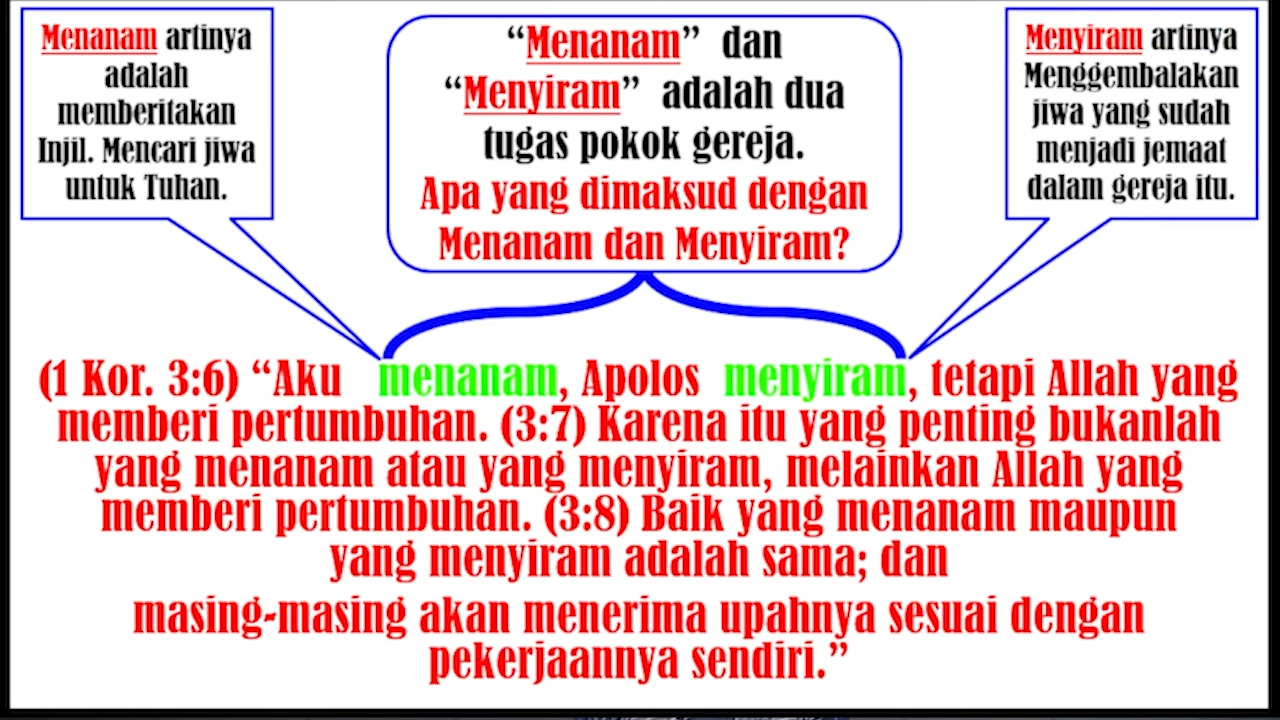 Menanam artinya
adalah
memberitakan
Injil. Mencari jiwa
untuk Tuhan.
“Menanam” dan
“Menyiram” adalah dua
tugas pokok gereja.
Apa yang dimaksud dengan
Menanam dan Menyiram?
Menyiram artinya
Menggembalakan
jiwa yang sudah
menjadi jemaat
dalam gereja itu.
(1 Kor. 3:6) “Aku menanam, Apolos menyiram, tetapi Allah yang
memberi pertumbuhan. (3:7) Karena itu yang penting bukanlah
yang menanam atau yang menyiram, melainkan Allah yang
memberi pertumbuhan. (3:8) Baik yang menanam maupun
yang menyiram adalah sama; dan
masing-masing akan menerima upahnya sesuai dengan
pekerjaannya sendiri.”